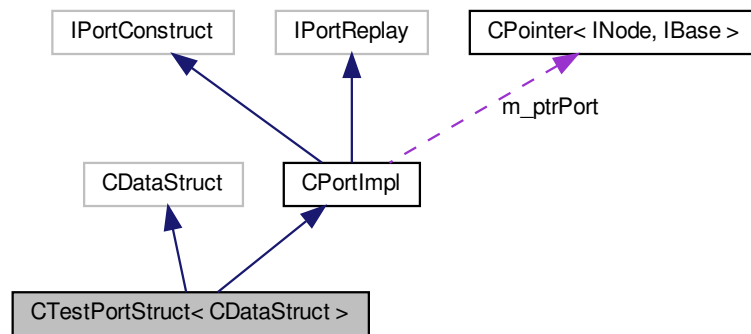 IPortConstruct
IPortReplay
CPointer< INode, IBase >
m_ptrPort
CDataStruct
CPortImpl
CTestPortStruct< CDataStruct >